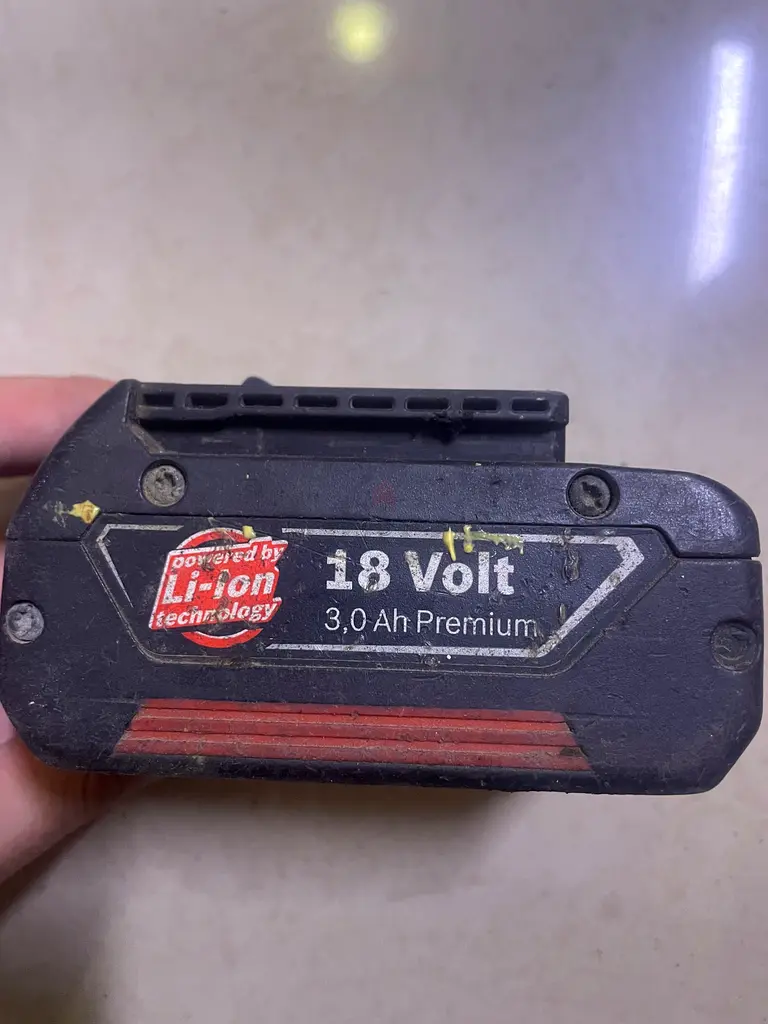 powered by
Li-Ion
technology
18 Volt
3,0 Ah Premium